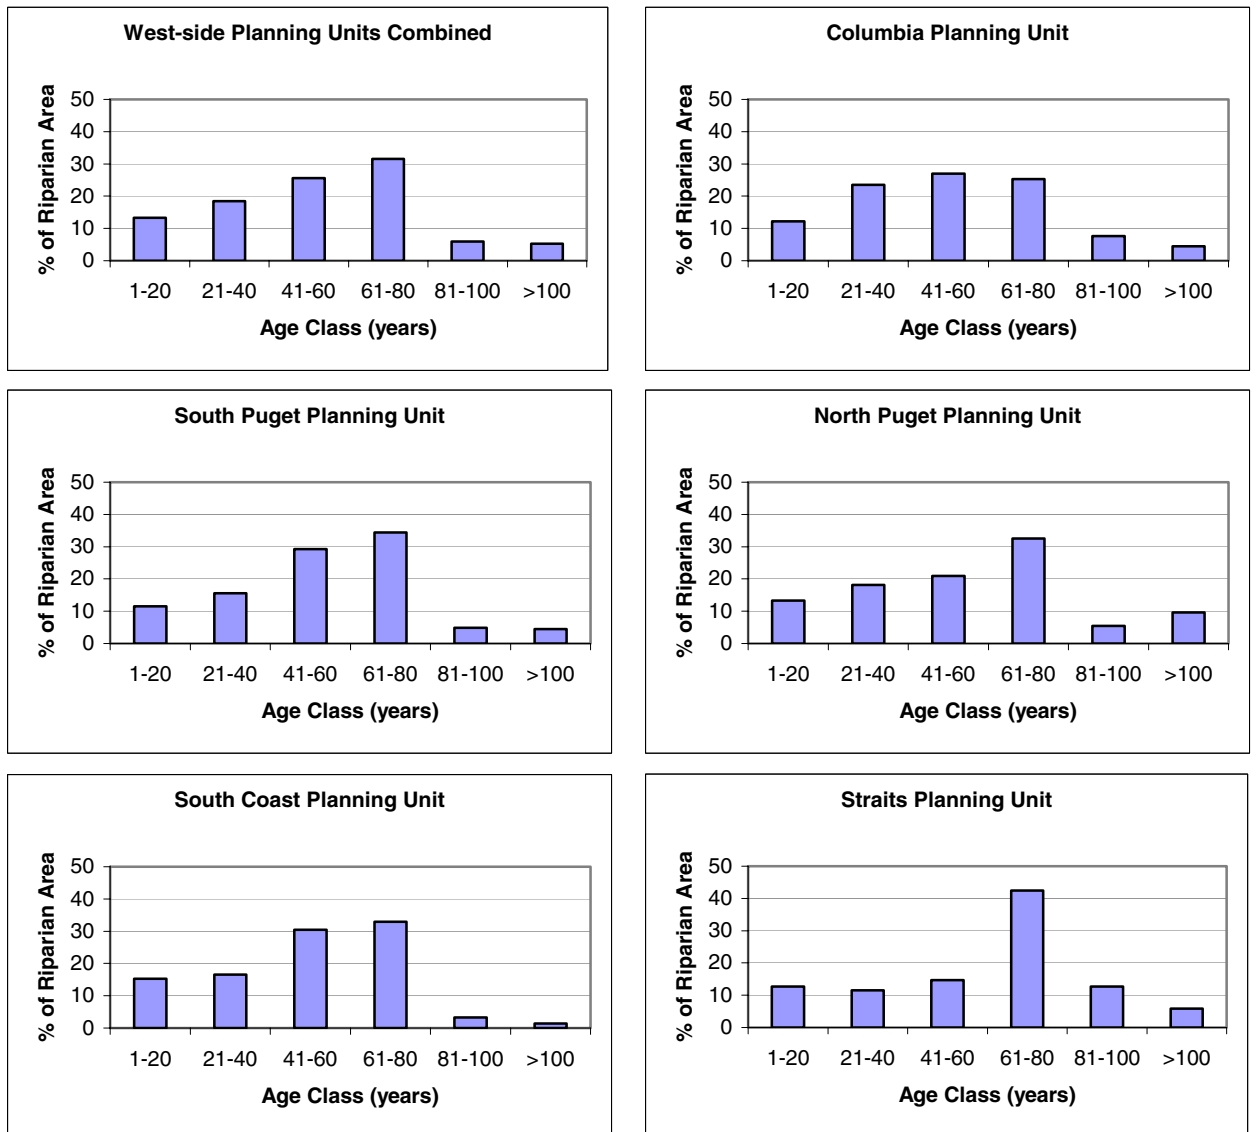 West-side Planning Units Combined
% of Riparian Area
50
40
30
20
10
0
1-20 21-40 41-60 61-80 81-100 >100
Age Class (years)
Columbia Planning Unit
% of Riparian Area
50
40
30
20
10
0
1-20 21-40 41-60 61-80 81-100 >100
Age Class (years)
South Puget Planning Unit
% of Riparian Area
50
40
30
20
10
0
1-20 21-40 41-60 61-80 81-100 >100
Age Class (years)
North Puget Planning Unit
% of Riparian Area
50
40
30
20
10
0
1-20 21-40 41-60 61-80 81-100 >100
Age Class (years)
South Coast Planning Unit
% of Riparian Area
50
40
30
20
10
0
1-20 21-40 41-60 61-80 81-100 >100
Age Class (years)
Straits Planning Unit
% of Riparian Area
50
40
30
20
10
0
1-20 21-40 41-60 61-80 81-100 >100
Age Class (years)